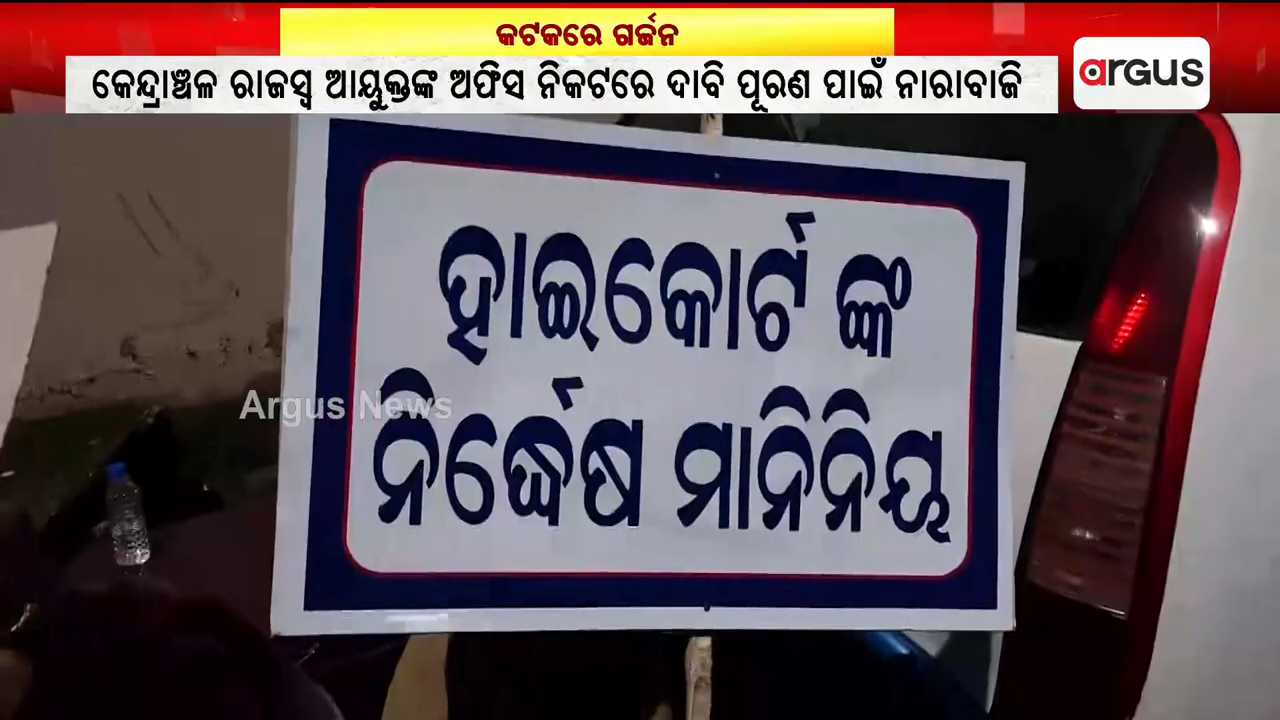 କଟକରେ ଗର୍ଜନ
କେନ୍ଦ୍ରାଞ୍ଚଳ ରାଜସ୍ୱ ଆୟୁକ୍ତଙ୍କ ଅଫିସ ନିକଟରେ ଦାବି ପୂରଣ ପାଇଁ ନାରାବାଜି
argus
ହାଇକୋର୍ଟ ଙ୍କ
Argus News
ନିର୍ଦ୍ଧେଷ ମାନିନିୟ